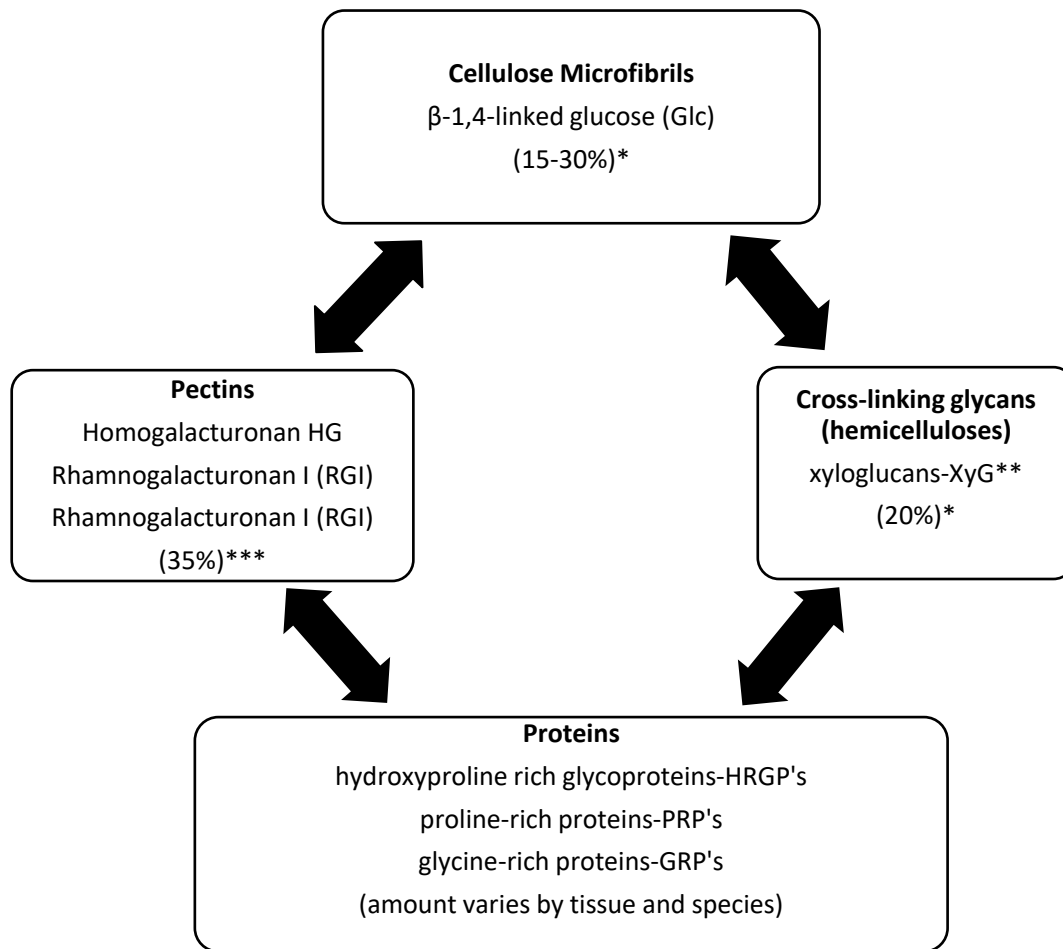 Cellulose Microfibrils
β-1,4-linked glucose (Glc)
(15-30%)*
Pectins
Homogalacturonan HG
Rhamnogalacturonan I (RGI)
Rhamnogalacturonan I (RGI)
(35%)***
Cross-linking glycans
(hemicelluloses)
xyloglucans-XyG**
(20%)*
Proteins
hydroxyproline rich glycoproteins-HRGP's
proline-rich proteins-PRP's
glycine-rich proteins-GRP's
(amount varies by tissue and species)